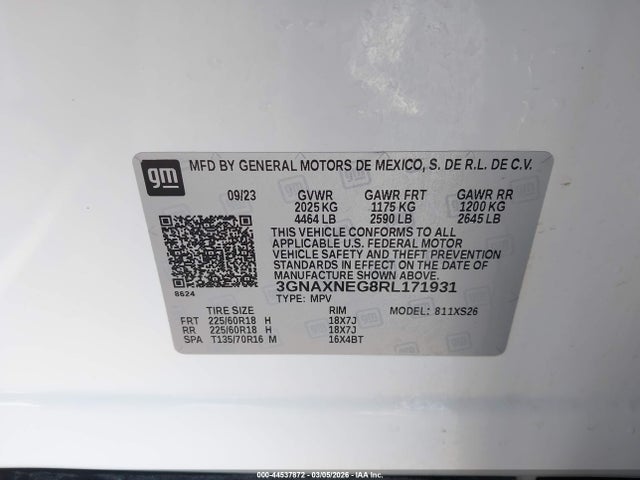 gm
MFD BY GENERAL MOTORS DE MEXICO, S. DE R.L. DE C.V.
09/23 GVWR GAWR FRT GAWR RR
2025 KG 1175 KG 1200 KG
4464 LB 2590 LB 2645 LB
THIS VEHICLE CONFORMS TO ALL
APPLICABLE U.S. FEDERAL MOTOR
VEHICLE SAFETY AND THEFT PREVENTION
STANDARDS IN EFFECT ON THE DATE OF
MANUFACTURE SHOWN ABOVE.
8624
3GNAXNEG8RL171931
TYPE: MPV MODEL: 811XS26
TIRE SIZE RIM
FRT 225/60R18 H 18X7J
RR 225/60R18 H 18X7J
SPA T135/70R16 M 16X4BT
000-44537872 - 03/05/2026 - IAA Inc.